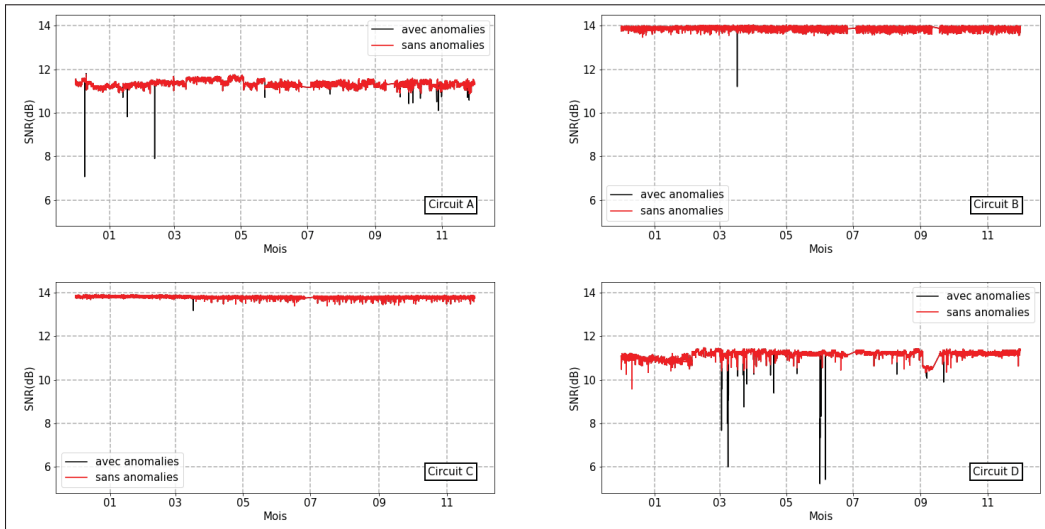 14
12
10
8
6
SNR(dB)
avec anomalies
sans anomalies
Circuit A
01 03 05 07 09 11
Mois
14
12
10
8
6
SNR(dB)
avec anomalies
sans anomalies
Circuit B
01 03 05 07 09 11
Mois
14
12
10
8
6
SNR(dB)
avec anomalies
sans anomalies
Circuit C
01 03 05 07 09 11
Mois
14
12
10
8
6
SNR(dB)
avec anomalies
sans anomalies
Circuit D
01 03 05 07 09 11
Mois